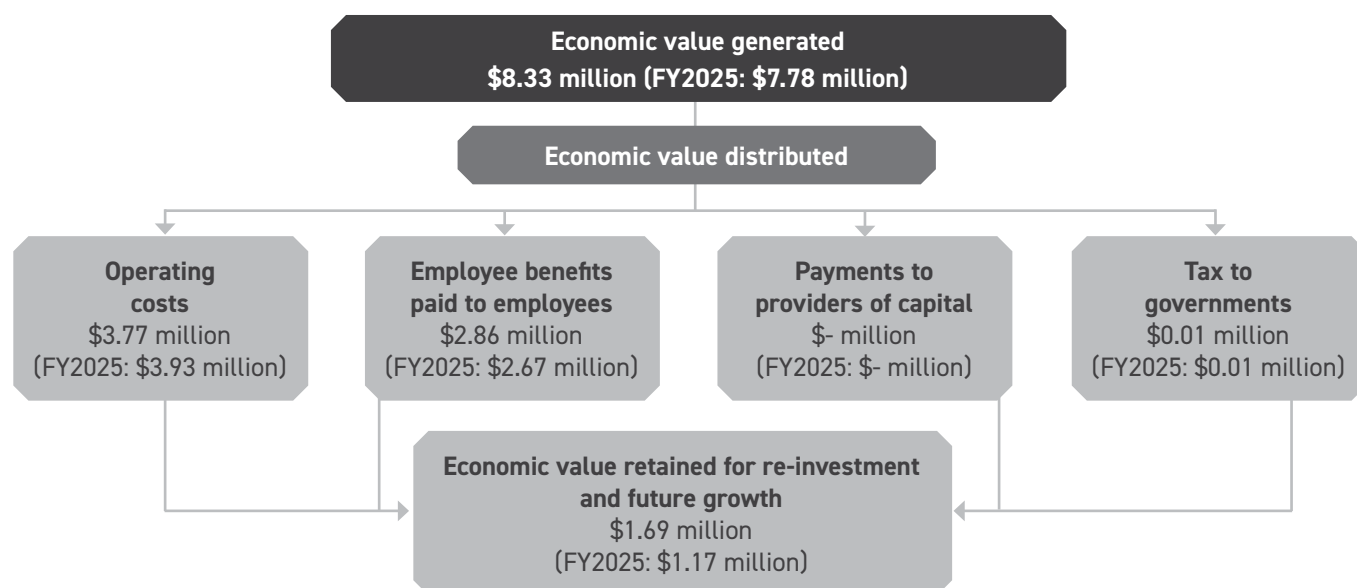 Economic value generated
$8.33 million (FY2025: $7.78 million)
Economic value distributed
Operating
costs
$3.77 million
(FY2025: $3.93 million)
Employee benefits
paid to employees
$2.86 million
(FY2025: $2.67 million)
Payments to
providers of capital
$- million
(FY2025: $- million)
Tax to
governments
$0.01 million
(FY2025: $0.01 million)
Economic value retained for re-investment
and future growth
$1.69 million
(FY2025: $1.17 million)